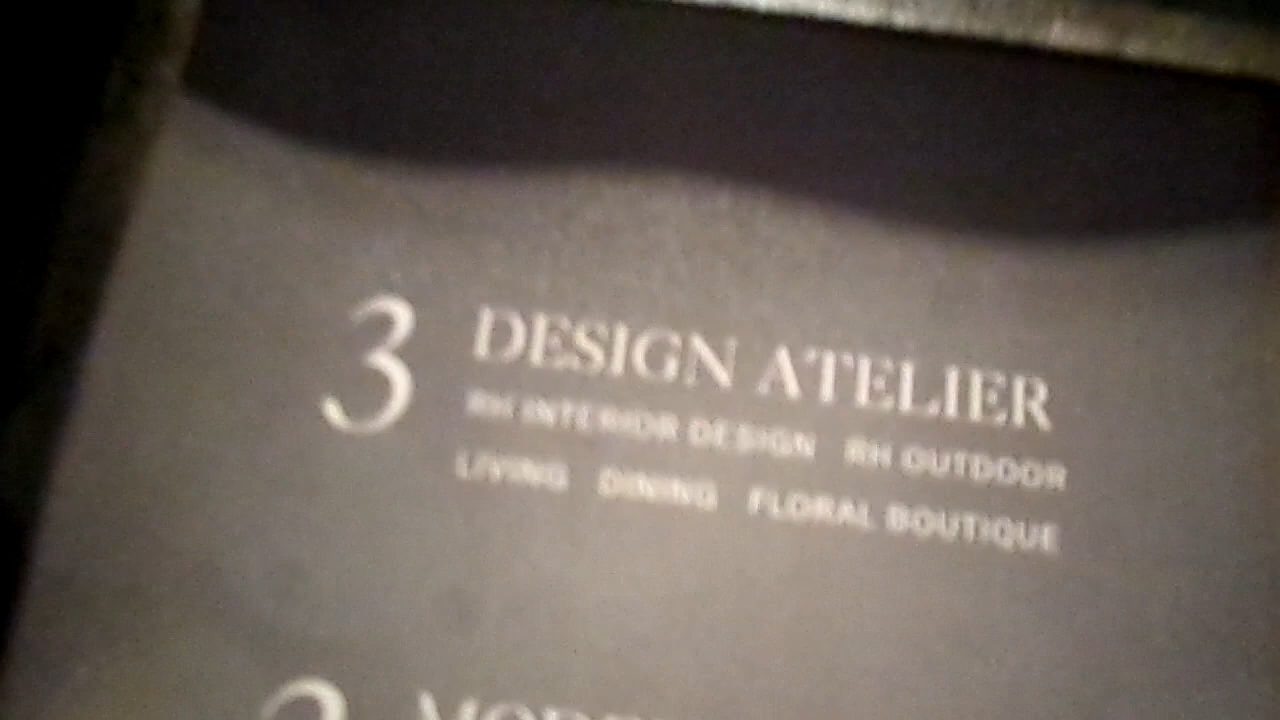 3 DESIGN ATELIER
RH INTERIOR DESIGN RH OUTDOOR
LIVING DINING FLORAL BOUTIQUE